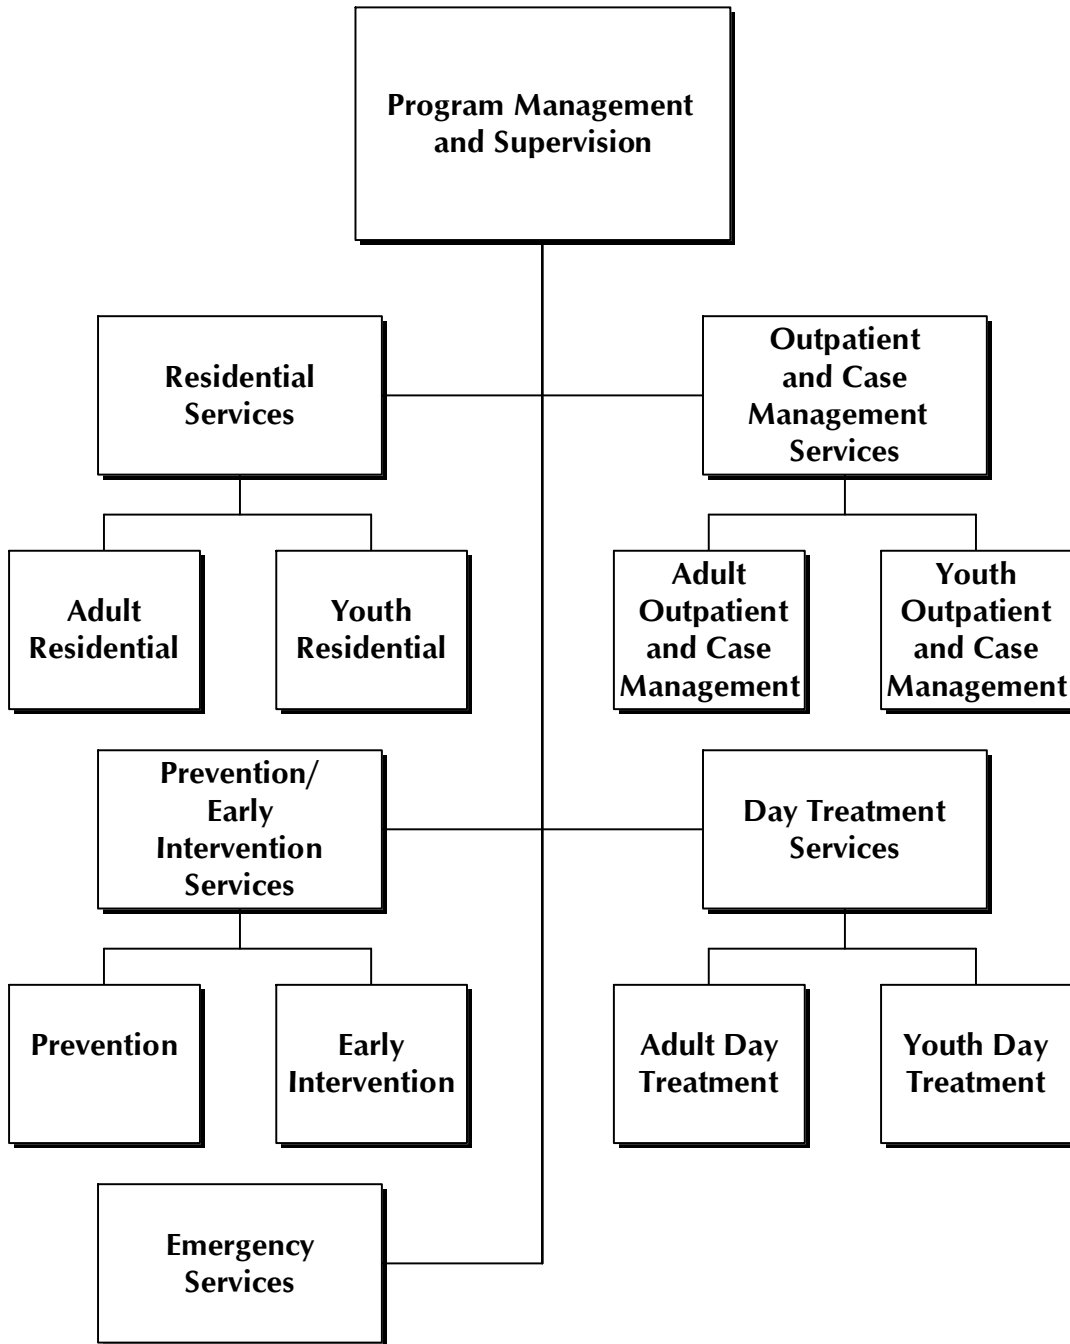 Program Management
and Supervision
Residential
Services
Outpatient
and Case
Management
Services
Adult
Residential
Youth
Residential
Adult
Outpatient
and Case
Management
Youth
Outpatient
and Case
Management
Prevention/
Early
Intervention
Services
Day Treatment
Services
Prevention
Early
Intervention
Adult Day
Treatment
Youth Day
Treatment
Emergency
Services